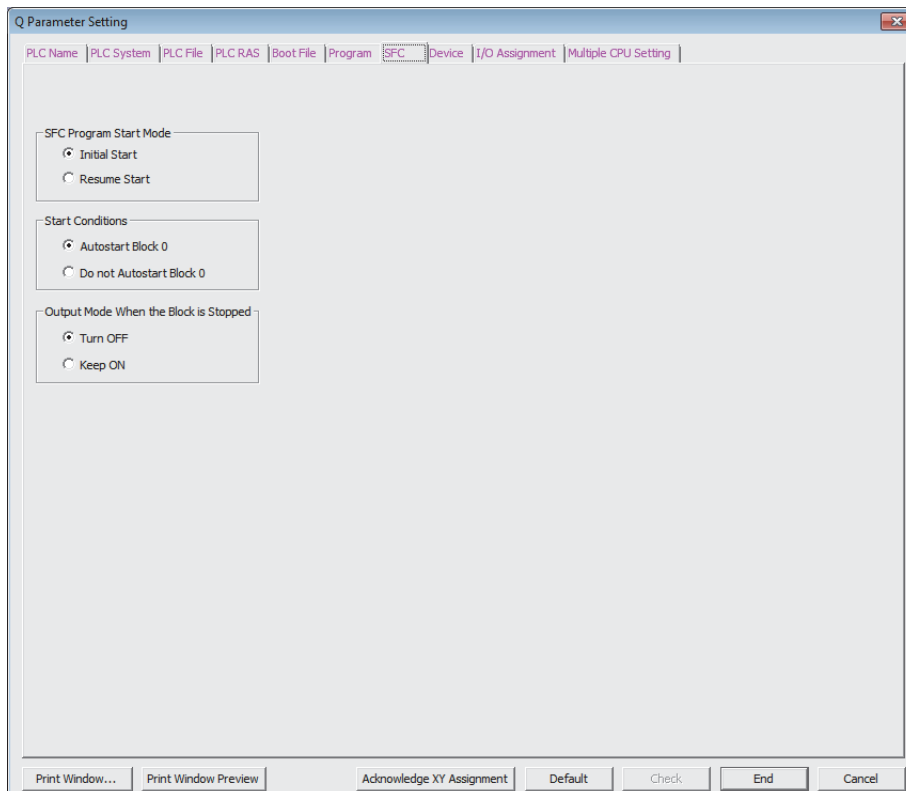 Q Parameter Setting
PLC Name PLC System PLC File PLC RAS Boot File Program SFC Device I/O Assignment Multiple CPU Setting
SFC Program Start Mode
Initial Start
Resume Start
Start Conditions
Autostart Block 0
Do not Autostart Block 0
Output Mode When the Block is Stopped
Turn OFF
Keep ON
Print Window... Print Window Preview Acknowledge XY Assignment Default Check End Cancel